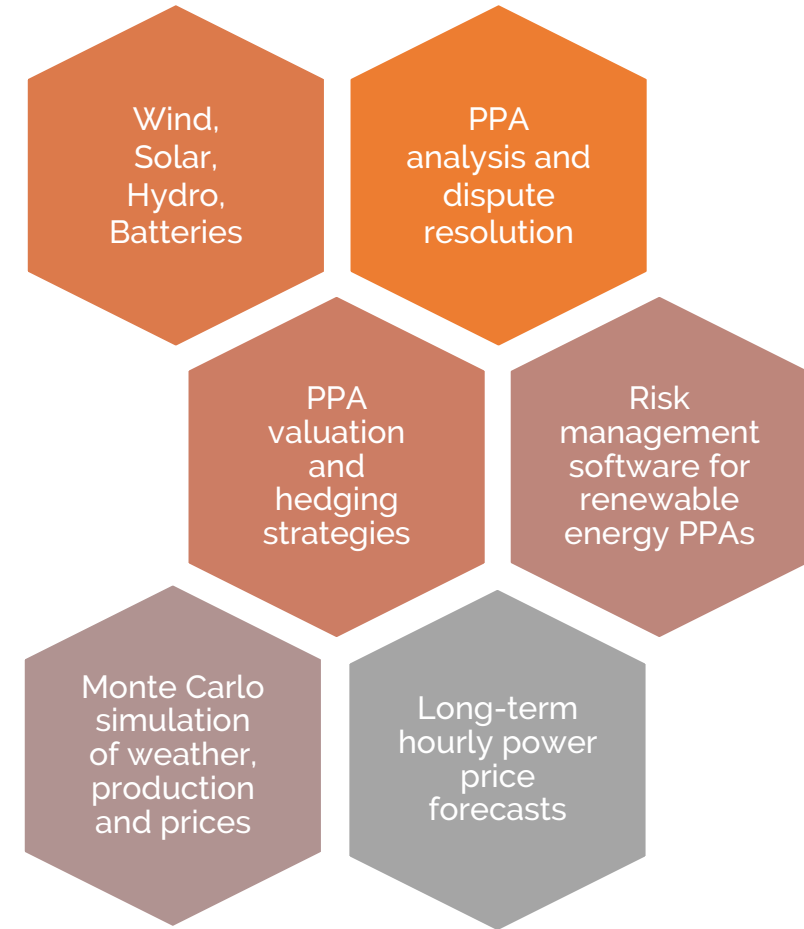 Wind,
Solar,
Hydro,
Batteries
PPA
analysis and
dispute
resolution
PPA
valuation
and
hedging
strategies
Risk
management
software for
renewable
energy PPAs
Monte Carlo
simulation
of weather,
production
and prices
Long-term
hourly power
price
forecasts